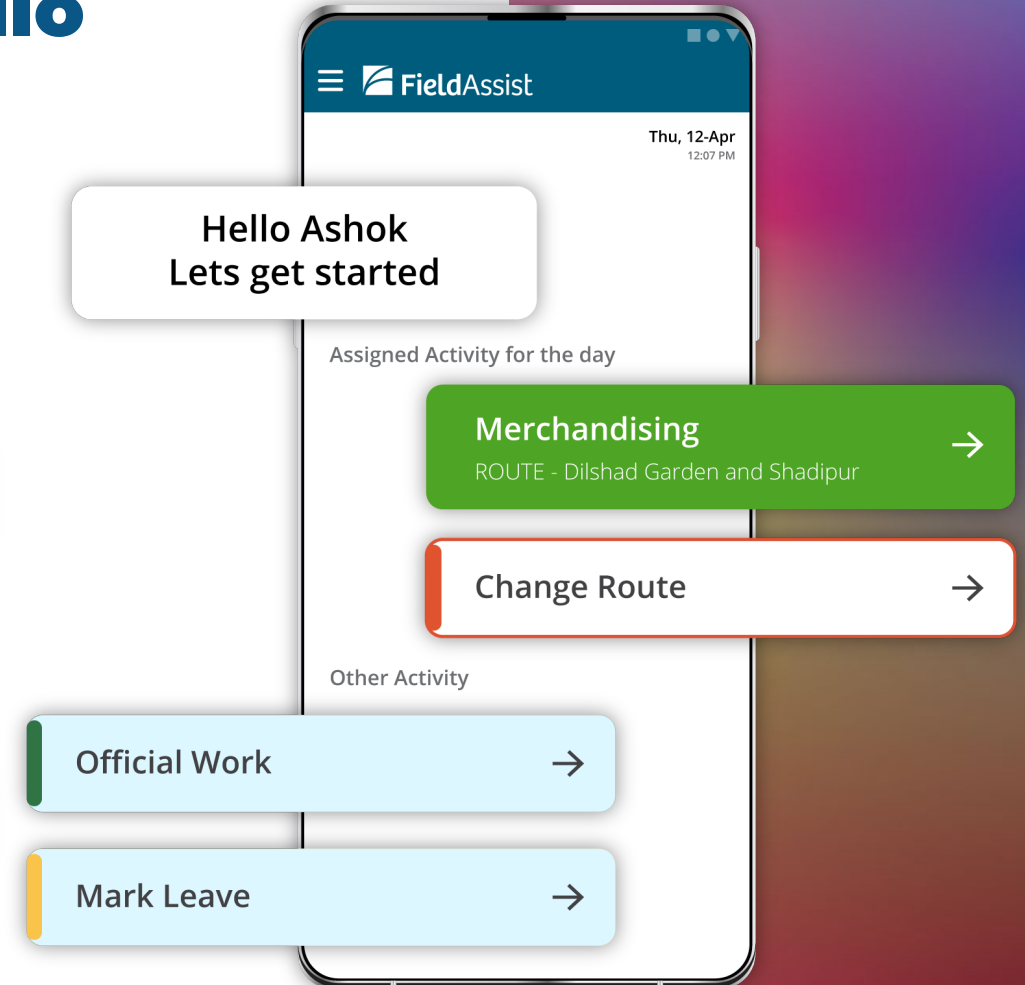 FieldAssist
Thu, 12-Apr
12:07 PM
Hello Ashok
Lets get started
Assigned Activity for the day
Merchandising
ROUTE - Dilshad Garden and Shadipur
Change Route
Other Activity
Official Work
Mark Leave